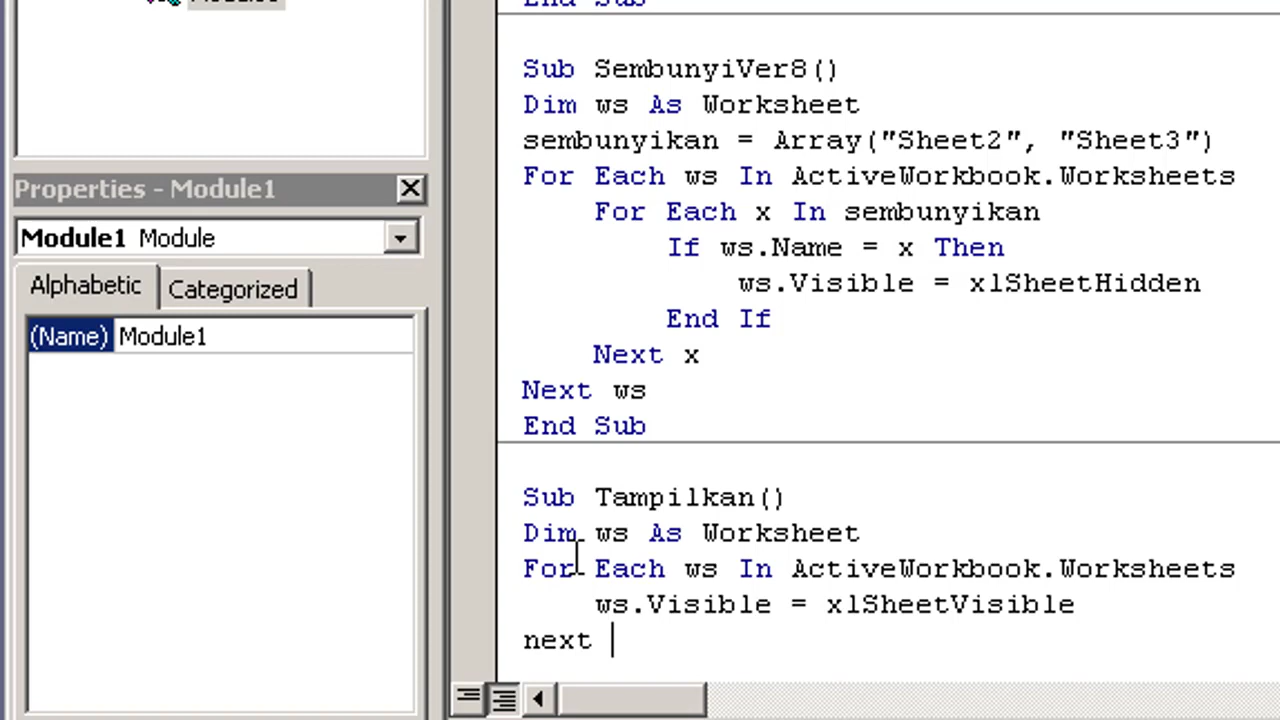 End Sub
Sub SembunyiVer8()
Dim ws As Worksheet
sembunyikan = Array("Sheet2", "Sheet3")
For Each ws In ActiveWorkbook.Worksheets
For Each x In sembunyikan
If ws.Name = x Then
ws.Visible = xlSheetHidden
End If
Next x
Next ws
End Sub
Sub Tampilkan()
Dim ws As Worksheet
For Each ws In ActiveWorkbook.Worksheets
ws.Visible = xlSheetVisible
next
Properties - Module1
Module1 Module
Alphabetic Categorized
(Name) Module1